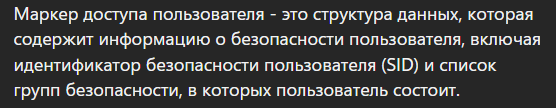 Маркер доступа пользователя - это структура данных, которая
содержит информацию о безопасности пользователя, включая
идентификатор безопасности пользователя (SID) и список
групп безопасности, в которых пользователь состоит.